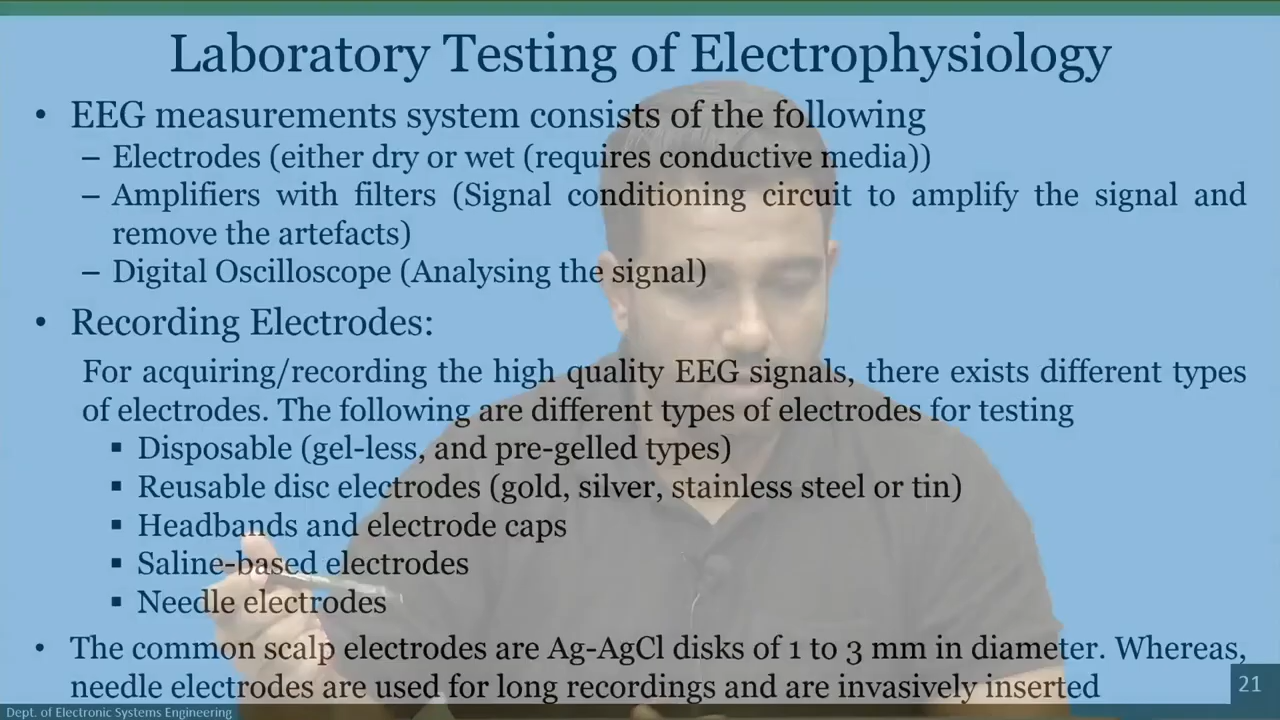 Laboratory Testing of Electrophysiology
• EEG measurements system consists of the following
– Electrodes (either dry or wet (requires conductive media))
– Amplifiers with filters (Signal conditioning circuit to amplify the signal and
remove the artefacts)
– Digital Oscilloscope (Analysing the signal)
• Recording Electrodes:
For acquiring/recording the high quality EEG signals, there exists different types
of electrodes. The following are different types of electrodes for testing
▪ Disposable (gel-less, and pre-gelled types)
▪ Reusable disc electrodes (gold, silver, stainless steel or tin)
▪ Headbands and electrode caps
▪ Saline-based electrodes
▪ Needle electrodes
• The common scalp electrodes are Ag-AgCl disks of 1 to 3 mm in diameter. Whereas,
needle electrodes are used for long recordings and are invasively inserted
21
Dept. of Electronic Systems Engineering